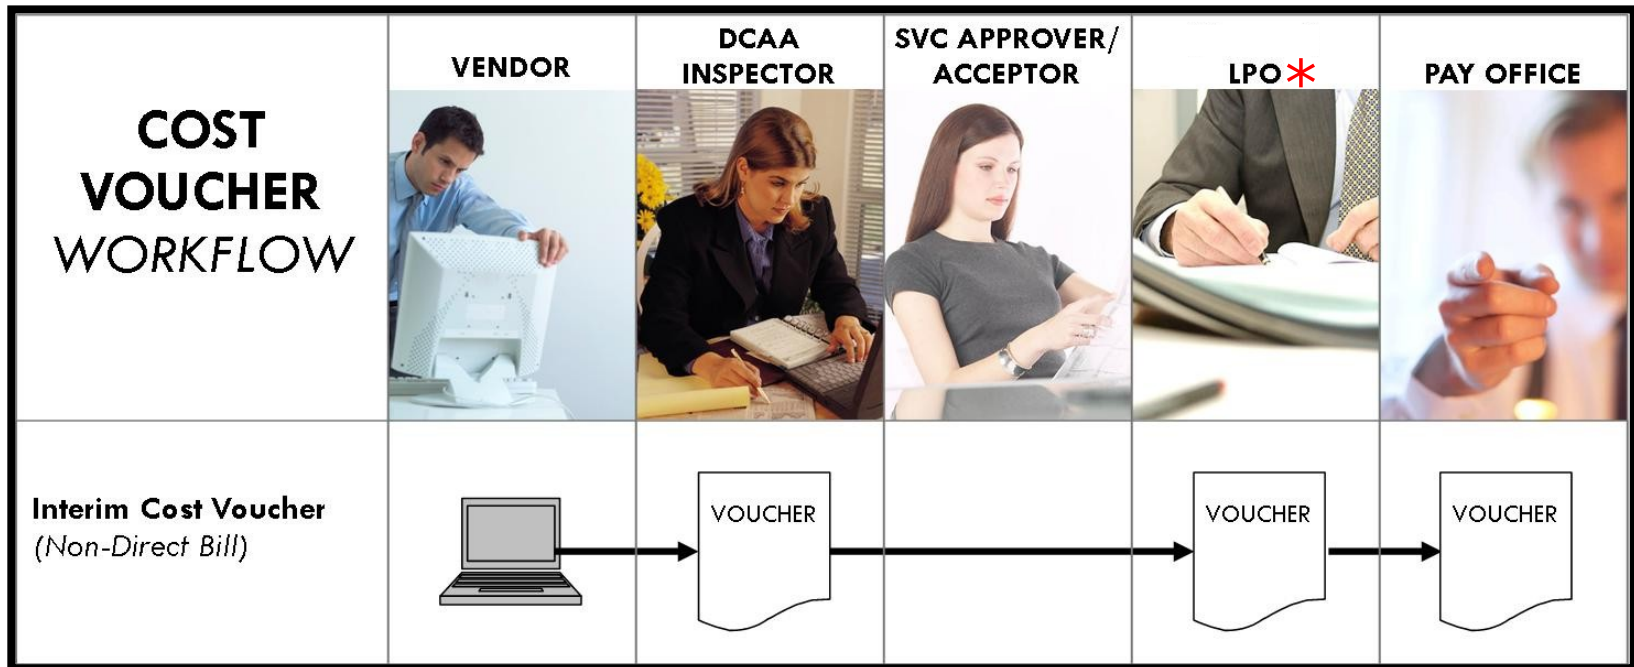 COST
VOUCHER
WORKFLOW
VENDOR
DCAA
INSPECTOR
SVC APPROVER/
ACCEPTOR
LPO*
PAY OFFICE
Interim Cost Voucher
(Non-Direct Bill)
VOUCHER
VOUCHER
VOUCHER